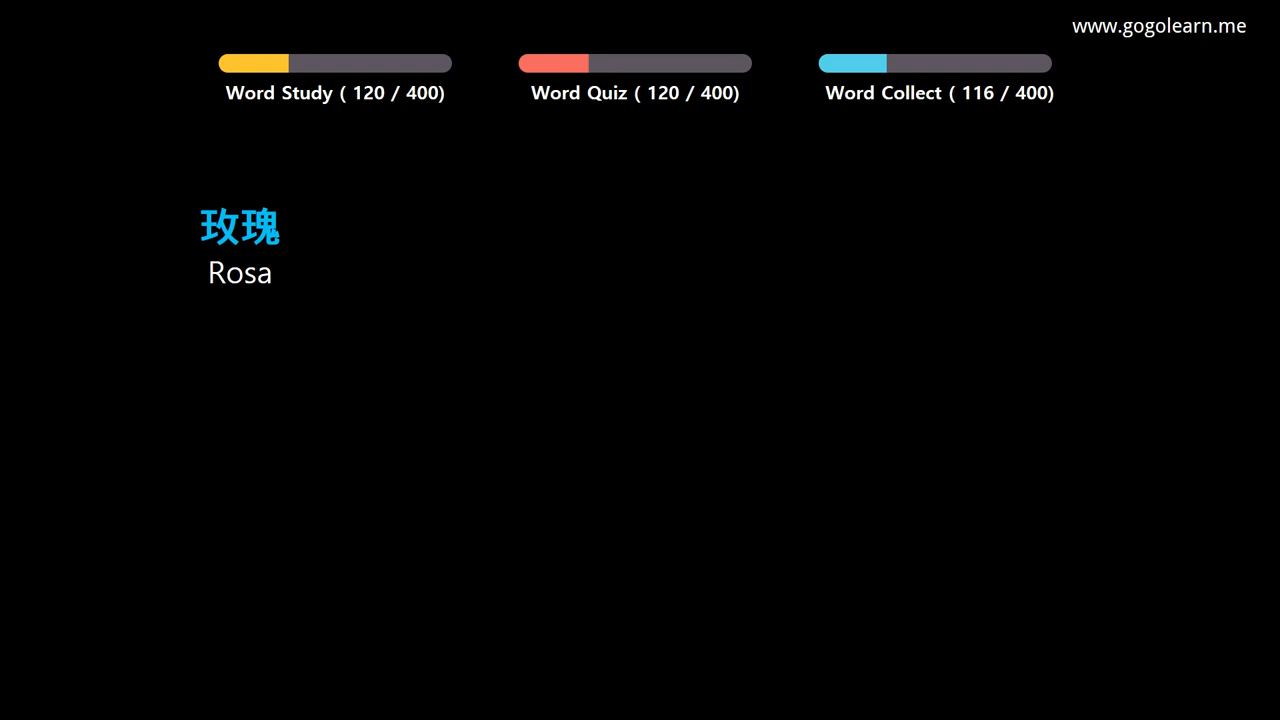 www.gogolearn.me
Word Study ( 120 / 400)
Word Quiz ( 120 / 400)
Word Collect ( 116 / 400)
玫瑰
Rosa